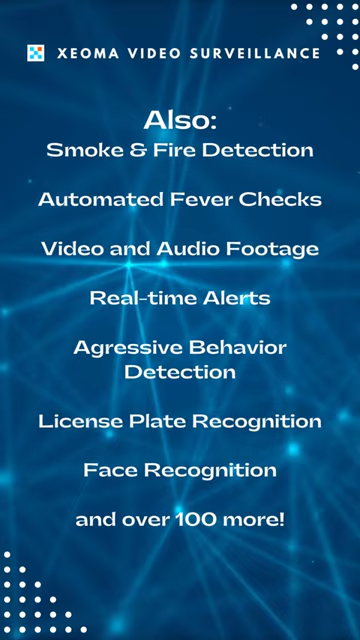 XEOMA VIDEO SURVEILLANCE
Also:
Smoke & Fire Detection
Automated Fever Checks
Video and Audio Footage
Real-time Alerts
Agressive Behavior
Detection
License Plate Recognition
Face Recognition
and over 100 more!